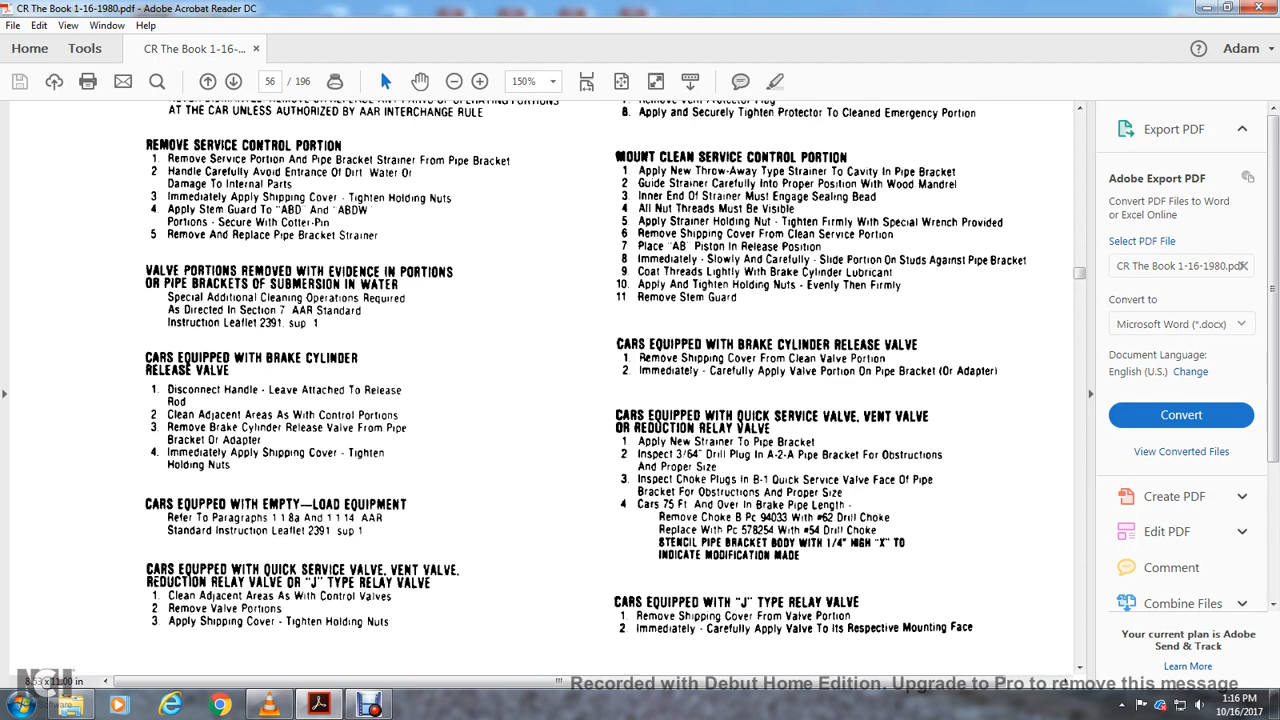 CR The Book 1-16-1980.pdf - Adobe Acrobat Reader DC
File Edit View Window Help
Home Tools CR The Book 1-16-... × Adam
56 / 196 150%
AT THE CAR UNLESS AUTHORIZED BY AAR INTERCHANGE RULE
REMOVE SERVICE CONTROL PORTION
1. Remove Service Portion And Pipe Bracket Strainer From Pipe Bracket
2 Handle Carefully Avoid Entrance Of Dirt Water Or
Damage To Internal Parts
3 Immediately Apply Shipping Cover - Tighten Holding Nuts
4. Apply Stem Guard To "ABD" And "ABDW"
Portions - Secure With Cotter-Pin
5 Remove And Replace Pipe Bracket Strainer
VALVE PORTIONS REMOVED WITH EVIDENCE IN PORTIONS
OR PIPE BRACKETS OF SUBMERSION IN WATER
Special Additional Cleaning Operations Required
As Directed In Section 7 AAR Standard
Instruction Leaflet 2391. sup 1
CARS EQUIPPED WITH BRAKE CYLINDER
RELEASE VALVE
1. Disconnect Handle - Leave Attached To Release
Rod
2 Clean Adjacent Areas As With Control Portions
3 Remove Brake Cylinder Release Valve From Pipe
Bracket Or Adapter
4. Immediately Apply Shipping Cover - Tighten
Holding Nuts
CARS EQUPPED WITH EMPTY—LOAD EQUIPMENT
Refer To Paragraphs 1 1 8a And 1 1 14 AAR
Standard Instruction Leaflet 2391 sup 1
CARS EQUPPED WITH QUICK SERVICE VALVE, VENT VALVE,
REDUCTION RELAY VALVE OR "J" TYPE RELAY VALVE
1 Clean Adjacent Areas As With Control Valves
2 Remove Valve Portions
3. Apply Shipping Cover - Tighten Holding Nuts
8. Apply and Securely Tighten Protector To Cleaned Emergency Portion
MOUNT CLEAN SERVICE CONTROL PORTION
1 Apply New Throw-Away Type Strainer To Cavity In Pipe Bracket
2 Guide Strainer Carefully Into Proper Position With Wood Mandrel
3 Inner End Of Strainer Must Engage Sealing Bead
4 All Nut Threads Must Be Visible
5 Apply Strainer Holding Nut - Tighten Firmly With Special Wrench Provided
6 Remove Shipping Cover From Clean Service Portion
7 Place "AB" Piston In Release Position
8 Immediately - Slowly And Carefully - Slide Portion On Studs Against Pipe Bracket
9. Coat Threads Lightly With Brake Cylinder Lubricant
10. Apply And Tighten Holding Nuts - Evenly Then Firmly
11 Remove Stem Guard
CARS EQUIPPED WITH BRAKE CYLINDER RELEASE VALVE
1. Remove Shipping Cover From Clean Valve Portion
2. Immediately - Carefully Apply Valve Portion On Pipe Bracket (Or Adapter)
CARS EQUIPPED WITH QUICK SERVICE VALVE, VENT VALVE
OR REDUCTION RELAY VALVE
1 Apply New Strainer To Pipe Bracket
2 Inspect 3/64" Drill Plug In A-2-A Pipe Bracket For Obstructions
And Proper Size
3. Inspect Choke Plugs In B-1 Quick Service Valve Face Of Pipe
Bracket For Obstructions And Proper Size
4 Cars 75 Ft And Over In Brake Pipe Length -
Remove Choke B Pc 94033 With #62 Drill Choke
Replace With Pc 578254 With #54 Drill Choke
STENCIL PIPE BRACKET BODY WITH 1/4" HIGH "X" TO
INDICATE MODIFICATION MADE
CARS EQUIPPED WITH "J" TYPE RELAY VALVE
1. Remove Shipping Cover From Valve Portion
2. Immediately - Carefully Apply Valve To Its Respective Mounting Face
Export PDF
Adobe Export PDF
Convert PDF Files to Word
or Excel Online
Select PDF File
CR The Book 1-16-1980.pdf
Convert to
Microsoft Word (*.docx)
Document Language:
English (U.S.) Change
Convert
View Converted Files
Create PDF
Edit PDF
Comment
Combine Files
Your current plan is Adobe
Send & Track
Learn More
8.53 x 11.00 in
Recorded with Debut Home Edition. Upgrade to Pro to remove this message
NCH
Software
1:16 PM
10/16/2017